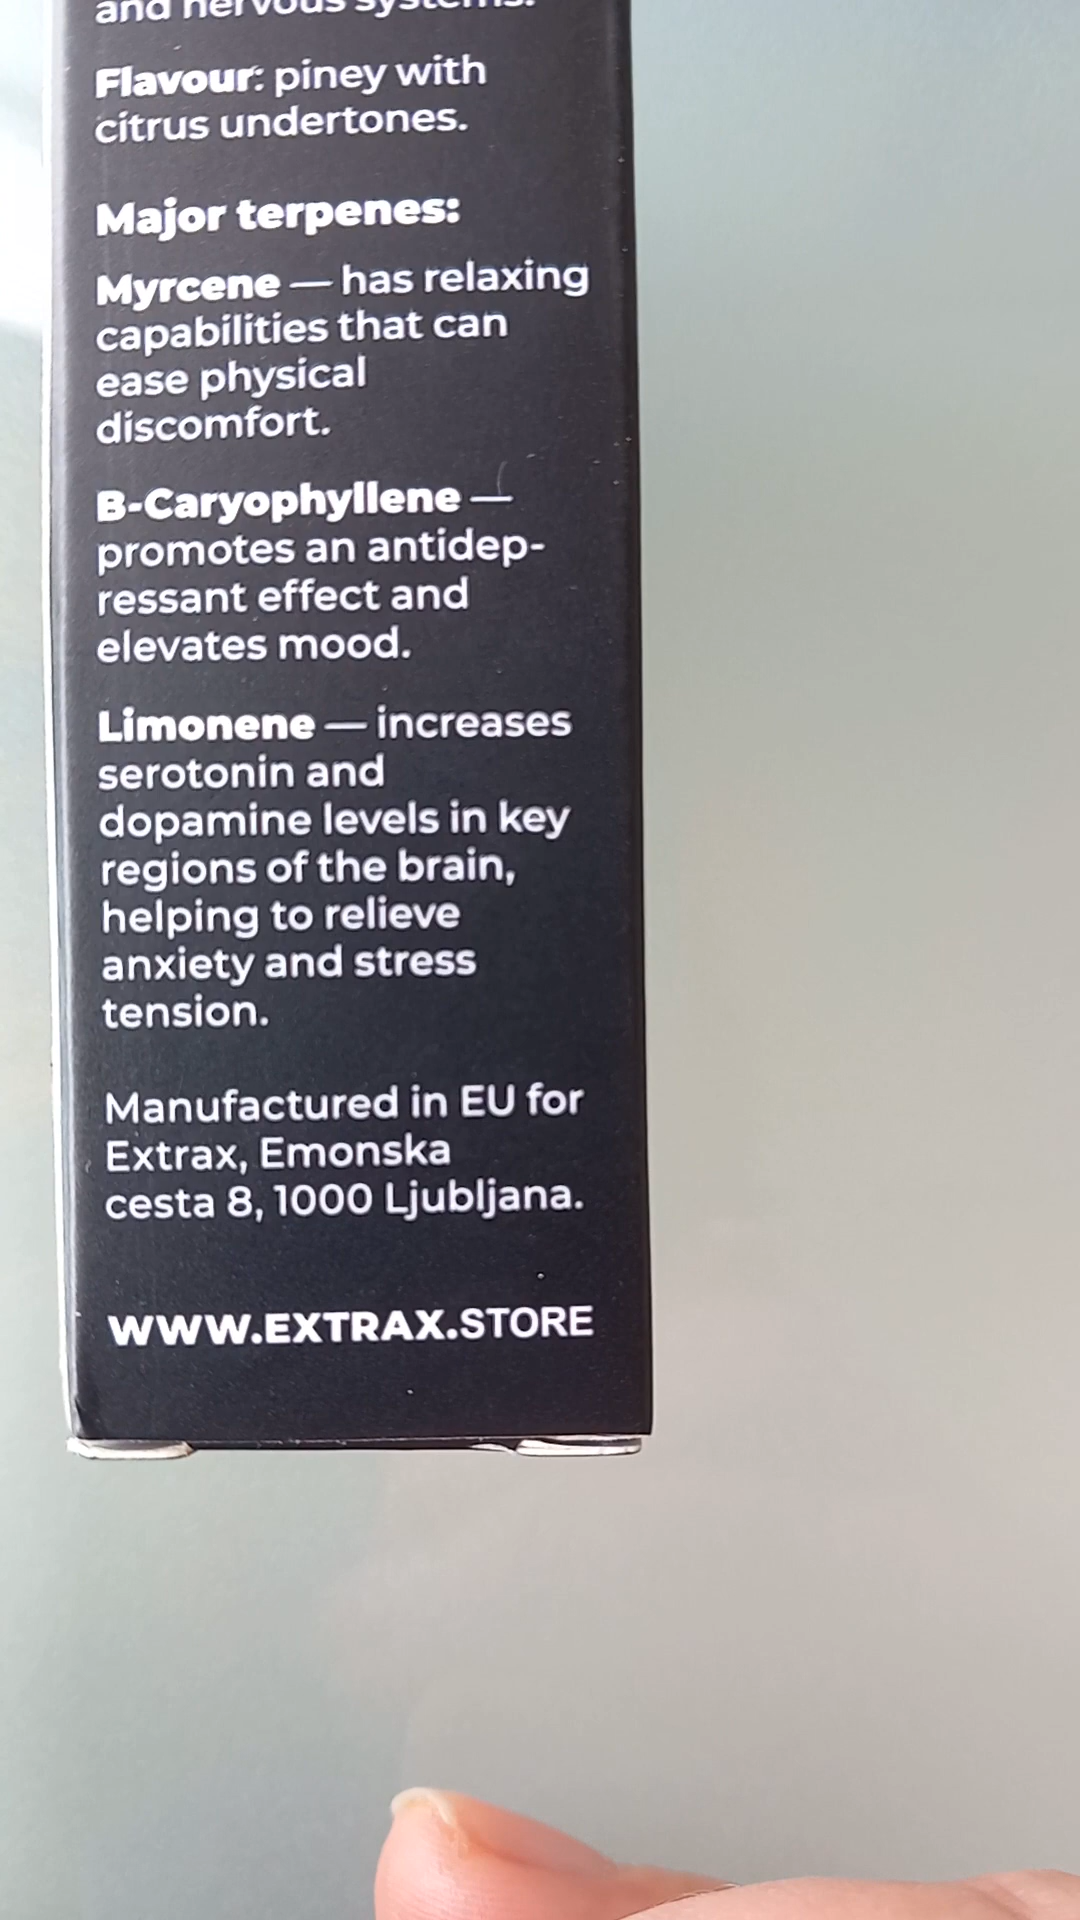 and nervous systems.
Flavour: piney with
citrus undertones.
Major terpenes:
Myrcene — has relaxing
capabilities that can
ease physical
discomfort.
B-Caryophyllene —
promotes an antidep-
ressant effect and
elevates mood.
Limonene — increases
serotonin and
dopamine levels in key
regions of the brain,
helping to relieve
anxiety and stress
tension.
Manufactured in EU for
Extrax, Emonska
cesta 8, 1000 Ljubljana.
WWW.EXTRAX.STORE